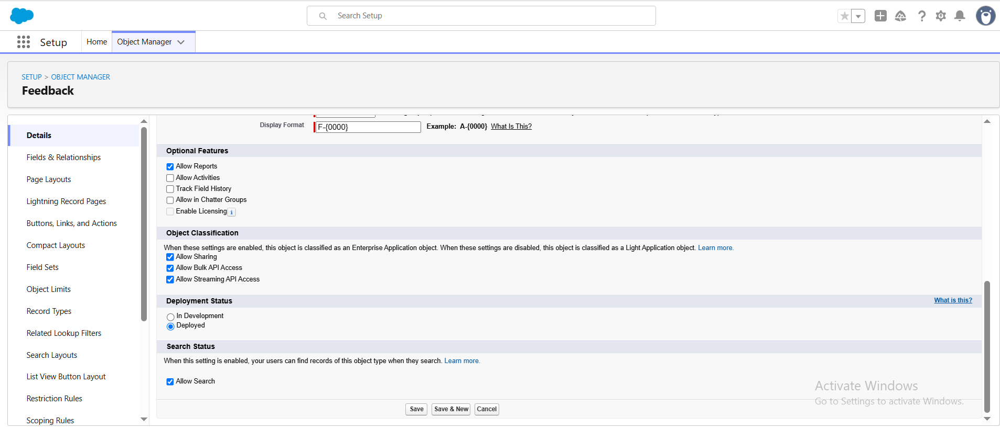 Search Setup
Setup
Home
Object Manager
SETUP > OBJECT MANAGER
Feedback
Details
Fields & Relationships
Page Layouts
Lightning Record Pages
Buttons, Links, and Actions
Compact Layouts
Field Sets
Object Limits
Record Types
Related Lookup Filters
Search Layouts
List View Button Layout
Restriction Rules
Scoping Rules
Display Format F-{0000} Example: A-{0000} What Is This?
Optional Features
Allow Reports
Allow Activities
Track Field History
Allow in Chatter Groups
Enable Licensing i
Object Classification
When these settings are enabled, this object is classified as an Enterprise Application object. When these settings are disabled, this object is classified as a Light Application object. Learn more.
Allow Sharing
Allow Bulk API Access
Allow Streaming API Access
Deployment Status What is this?
In Development
Deployed
Search Status
When this setting is enabled, your users can find records of this object type when they search. Learn more.
Allow Search
Save Save & New Cancel
Activate Windows
Go to Settings to activate Windows.